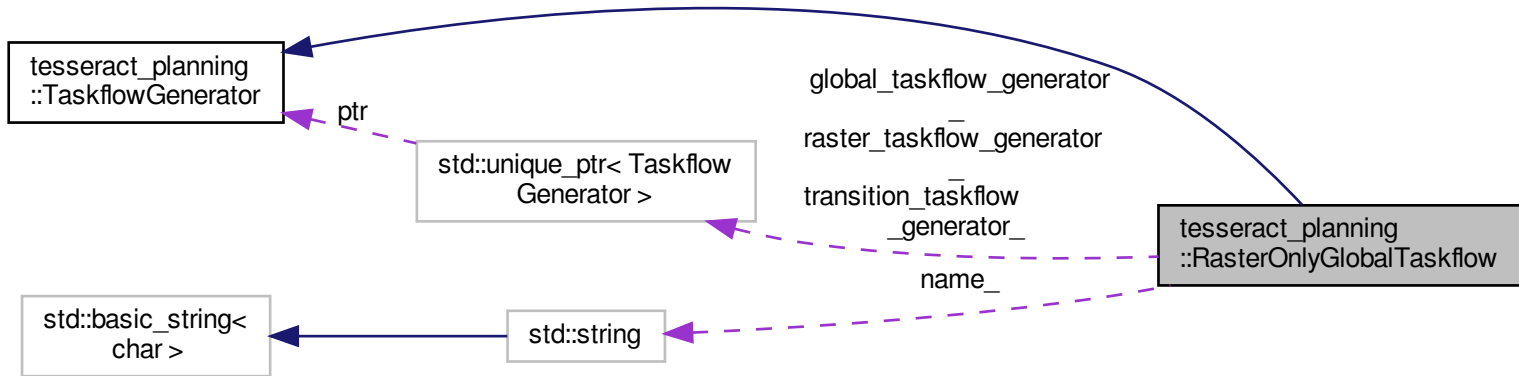 tesseract_planning
::TaskflowGenerator
ptr
std::unique_ptr< Taskflow
Generator >
global_taskflow_generator
_
raster_taskflow_generator
_
transition_taskflow
_generator_
tesseract_planning
::RasterOnlyGlobalTaskflow
name_
std::basic_string<
char >
std::string